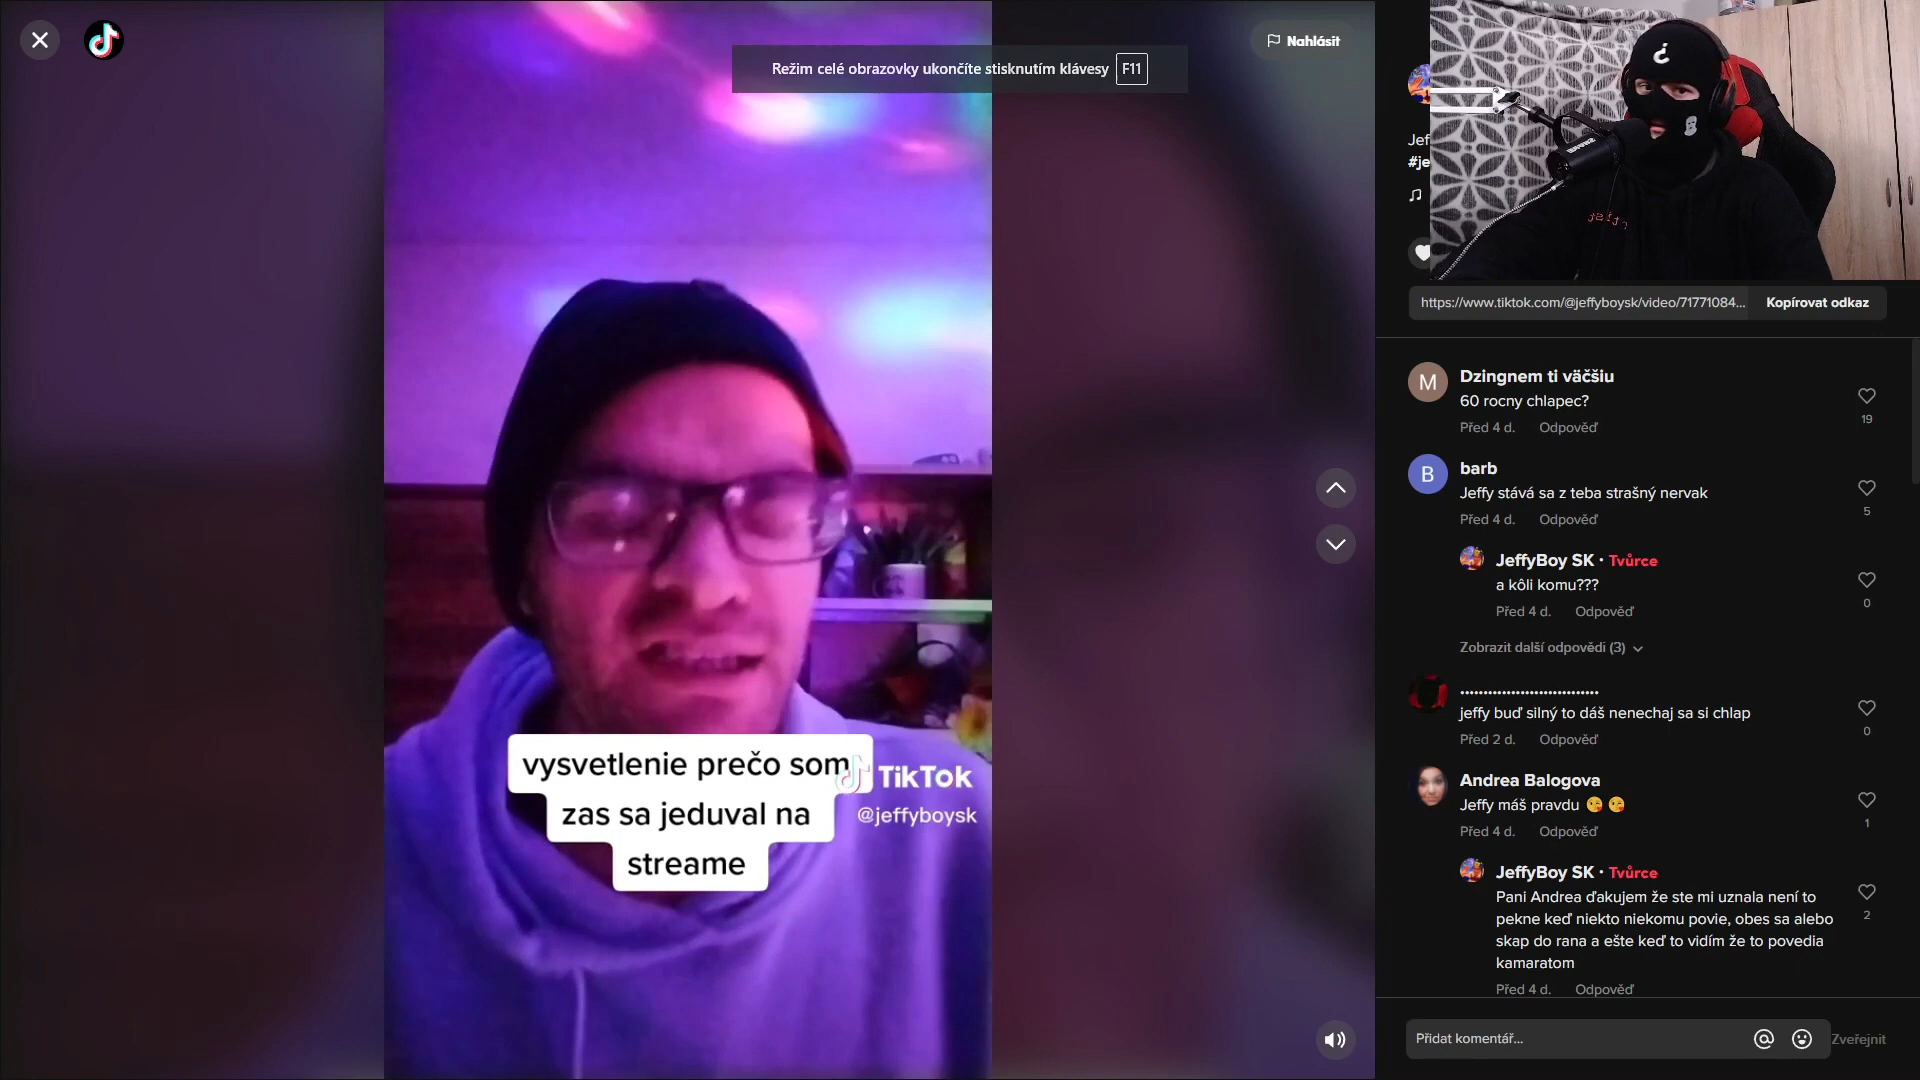 Nahlásit
Režim celé obrazovky ukončíte stisknutím klávesy F11
vysvetlenie prečo som
zas sa jeduval na
streame
TikTok
@jeffyboysk
Jef
#je
https://www.tiktok.com/@jeffyboysk/video/71771084...
Kopírovat odkaz
M
Dzingnem ti väčšiu
60 rocny chlapec?
Před 4 d. Odpověď
19
B
barb
Jeffy stává sa z teba strašný nervak
Před 4 d. Odpověď
5
JeffyBoy SK · Tvůrce
a kôli komu???
Před 4 d. Odpověď
0
Zobrazit další odpovědi (3)
..............................
jeffy buď silný to dáš nenechaj sa si chlap
Před 2 d. Odpověď
0
Andrea Balogova
Jeffy máš pravdu 😘😘
Před 4 d. Odpověď
1
JeffyBoy SK · Tvůrce
Pani Andrea ďakujem že ste mi uznala není to
pekne keď niekto niekomu povie, obes sa alebo
skap do rana a ešte keď to vidím že to povedia
kamaratom
Před 4 d. Odpověď
2
Přidat komentář...
Zveřejnit